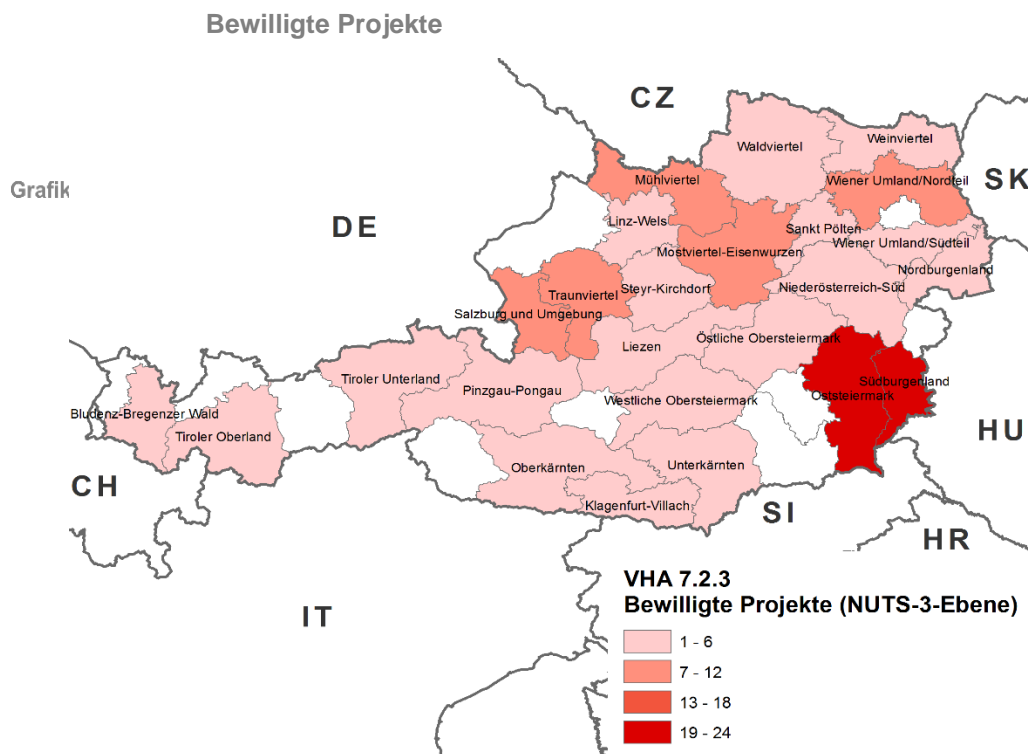 Bewilligte Projekte
CZ
Waldviertel
Weinviertel
Grafik
Mühlviertel
Wiener Umland/Nordteil
SK
DE
Linz-Wels
Sankt Pölten
Wiener Umland/Südteil
Mostviertel-Eisenwurzen
Nordburgenland
Traunviertel
Steyr-Kirchdorf
Niederösterreich-Süd
Salzburg und Umgebung
Östliche Obersteiermark
Liezen
Tiroler Unterland
Südburgenland
Pinzgau-Pongau
Oststeiermark
Westliche Obersteiermark
Bludenz-Bregenzer Wald
Tiroler Oberland
HU
Oberkärnten
Unterkärnten
CH
Klagenfurt-Villach
SI
HR
IT
VHA 7.2.3
Bewilligte Projekte (NUTS-3-Ebene)
1 - 6
7 - 12
13 - 18
19 - 24